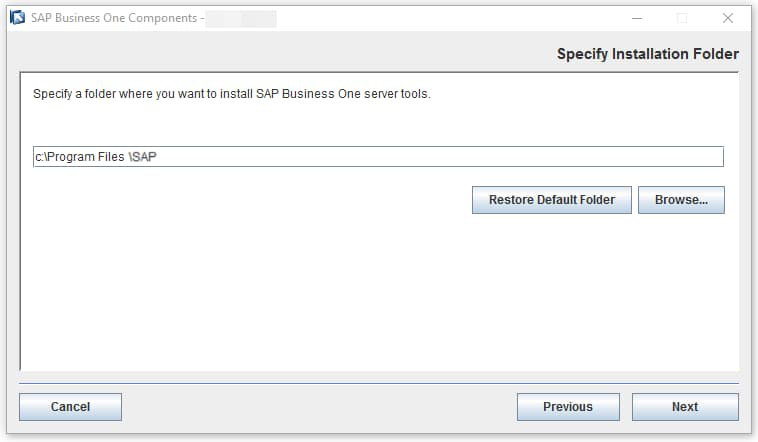 SAP Business One Components -
Specify Installation Folder
Specify a folder where you want to install SAP Business One server tools.
c:\Program Files \SAP
Restore Default Folder
Browse...
Cancel
Previous
Next